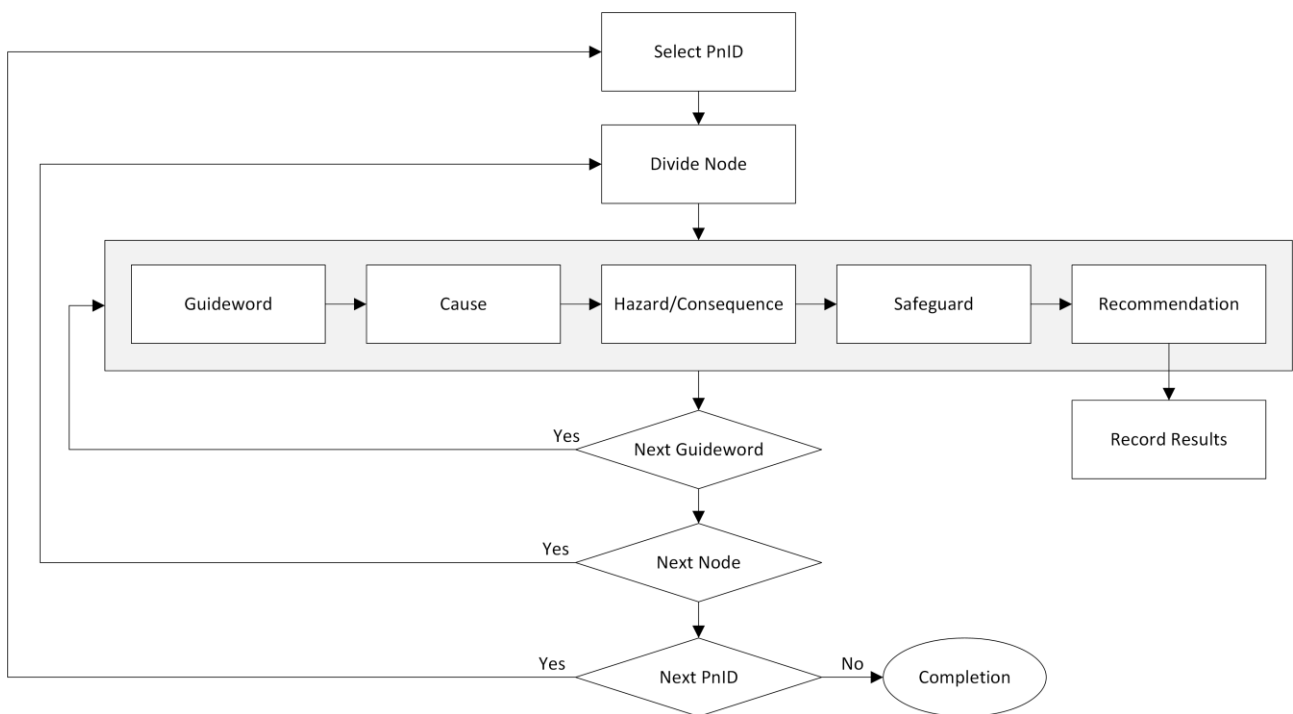 Select PnID
Divide Node
Guideword
Cause
Hazard/Consequence
Safeguard
Recommendation
Record Results
Yes
Next Guideword
Yes
Next Node
Yes
Next PnID
No
Completion